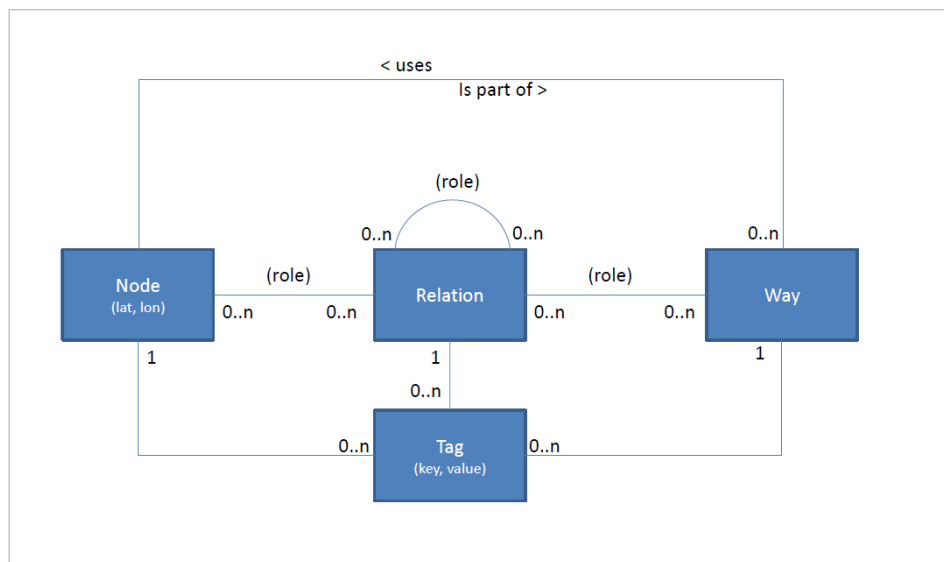 < uses
Is part of >
(role)
0..n
0..n
0..n
Node
(lat, lon)
(role)
0..n
0..n
Relation
(role)
0..n
0..n
Way
1
1
1
0..n
0..n
Tag
(key, value)
0..n